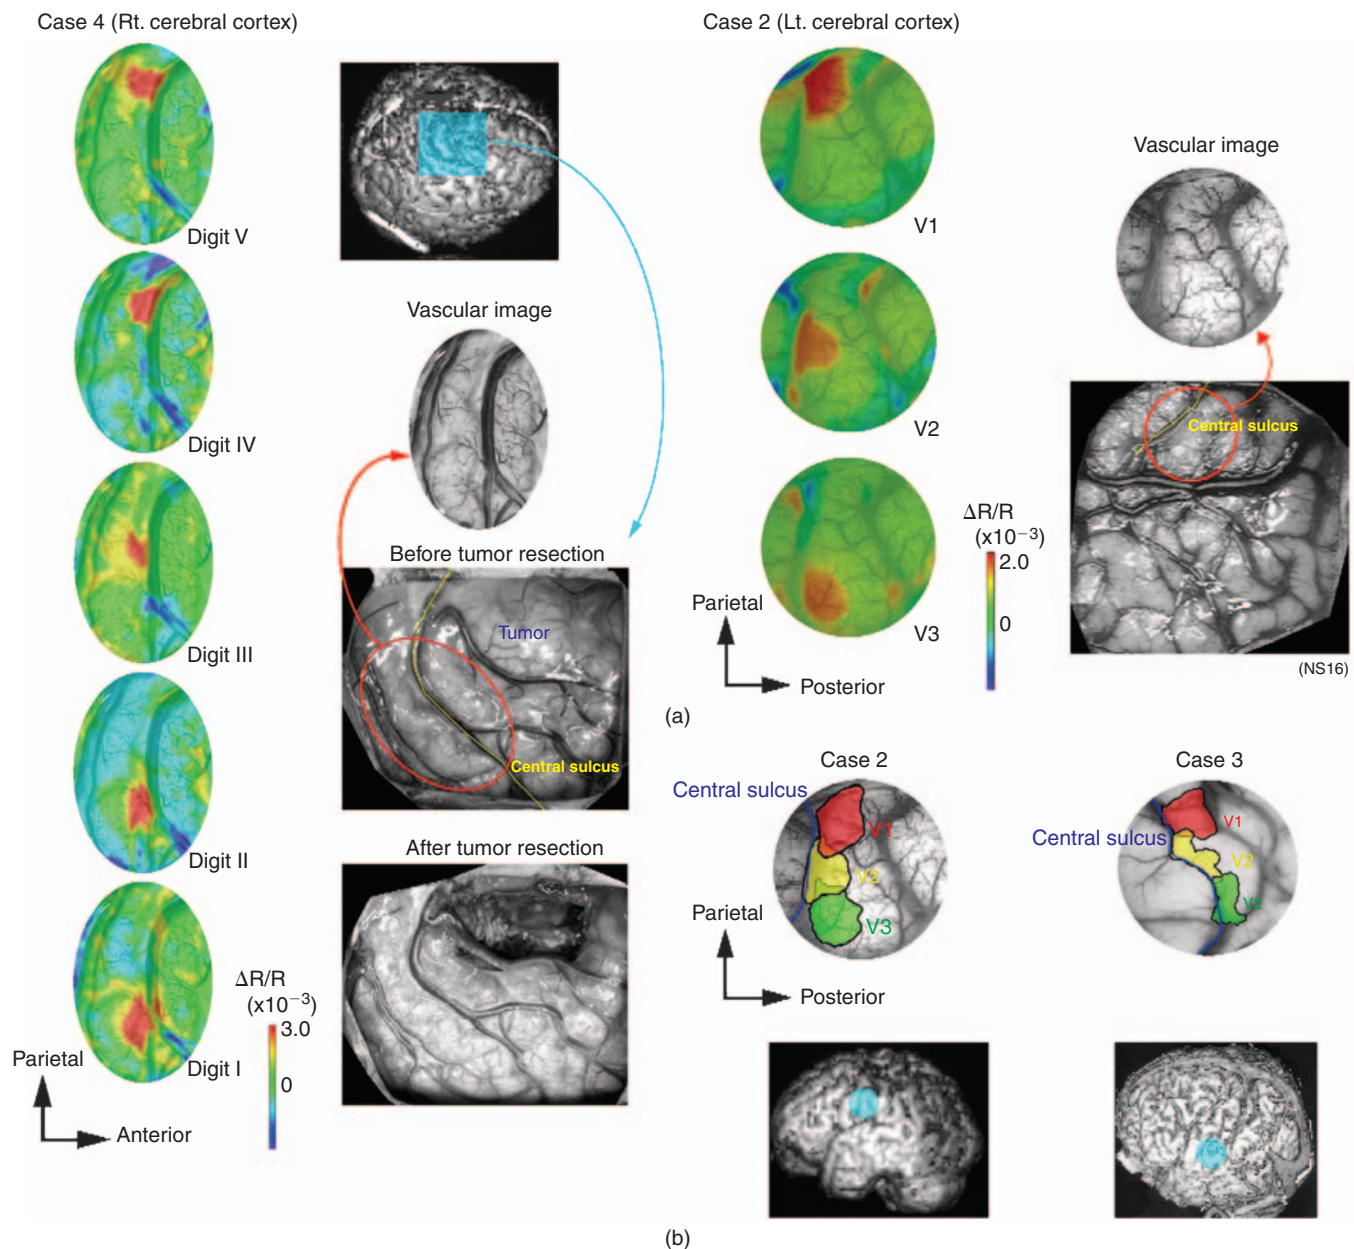 Case 4 (Rt. cerebral cortex)
Digit V
Digit IV
Digit III
Digit II
Digit I
ΔR/R
(x10−3)
3.0
0
Parietal
Anterior
Vascular image
Before tumor resection
Tumor
Central sulcus
After tumor resection
Case 2 (Lt. cerebral cortex)
V1
V2
V3
ΔR/R
(x10−3)
2.0
0
Parietal
Posterior
Vascular image
Central sulcus
(NS16)
(a)
Case 2
Central sulcus
V1
V2
V3
Parietal
Posterior
Case 3
Central sulcus
V1
V2
V2
(b)